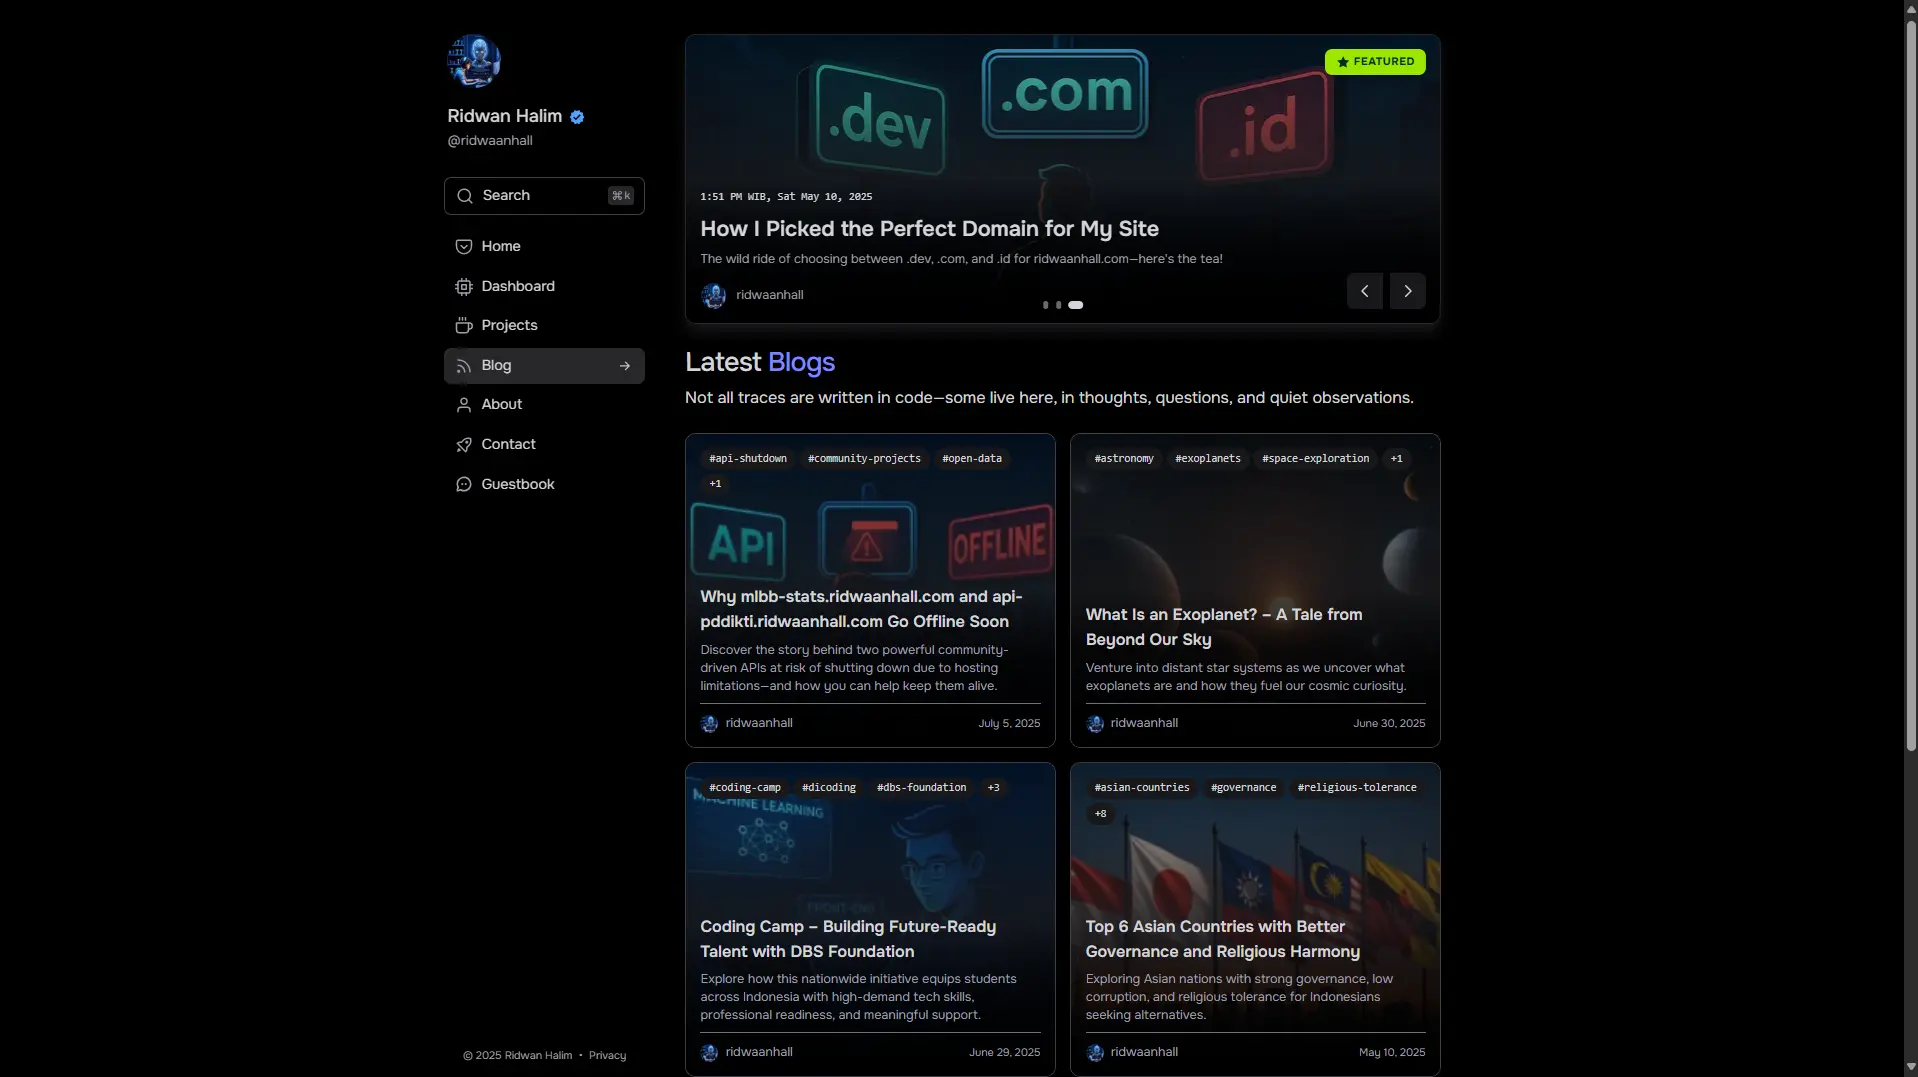 Ridwan Halim
@ridwaanhall
Search
⌘ k
Home
Dashboard
Projects
Blog
About
Contact
Guestbook
© 2025 Ridwan Halim • Privacy
.dev
.com
.id
FEATURED
1:51 PM WIB, Sat May 10, 2025
How I Picked the Perfect Domain for My Site
The wild ride of choosing between .dev, .com, and .id for ridwaanhall.com—here's the tea!
ridwaanhall
Latest Blogs
Not all traces are written in code—some live here, in thoughts, questions, and quiet observations.
#api-shutdown #community-projects #open-data
+1
API
OFFLINE
Why mlbb-stats.ridwaanhall.com and api-
pddikti.ridwaanhall.com Go Offline Soon
Discover the story behind two powerful community-
driven APIs at risk of shutting down due to hosting
limitations—and how you can help keep them alive.
ridwaanhall July 5, 2025
#astronomy #exoplanets #space-exploration +1
What Is an Exoplanet? – A Tale from
Beyond Our Sky
Venture into distant star systems as we uncover what
exoplanets are and how they fuel our cosmic curiosity.
ridwaanhall June 30, 2025
#coding-camp #dicoding #dbs-foundation +3
MACHINE LEARNING
FRONT-END
Coding Camp – Building Future-Ready
Talent with DBS Foundation
Explore how this nationwide initiative equips students
across Indonesia with high-demand tech skills,
professional readiness, and meaningful support.
ridwaanhall June 29, 2025
#asian-countries #governance #religious-tolerance
+8
Top 6 Asian Countries with Better
Governance and Religious Harmony
Exploring Asian nations with strong governance, low
corruption, and religious tolerance for Indonesians
seeking alternatives.
ridwaanhall May 10, 2025